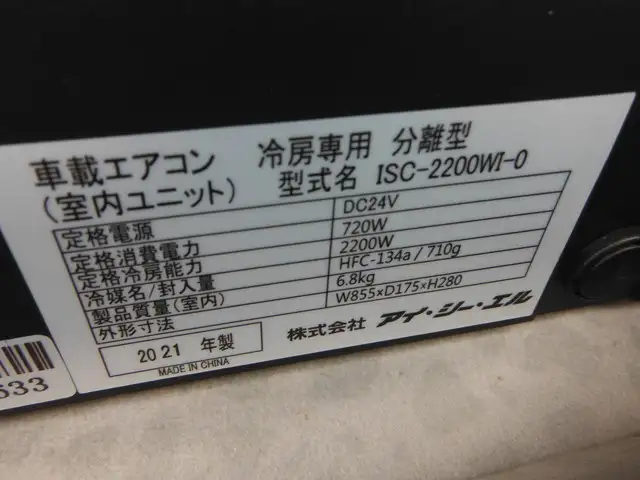 車載エアコン 冷房専用 分離型
(室内ユニット) 型式名 ISC-2200WI-O
定格電源 DC24V
定格消費電力 720W
定格冷房能力 2200W
冷媒名/封入量 HFC-134a / 710g
製品質量(室内) 6.8kg
外形寸法 W855×D175×H280
2021 年製 株式会社 アイ・シー・エル
MADE IN CHINA
533